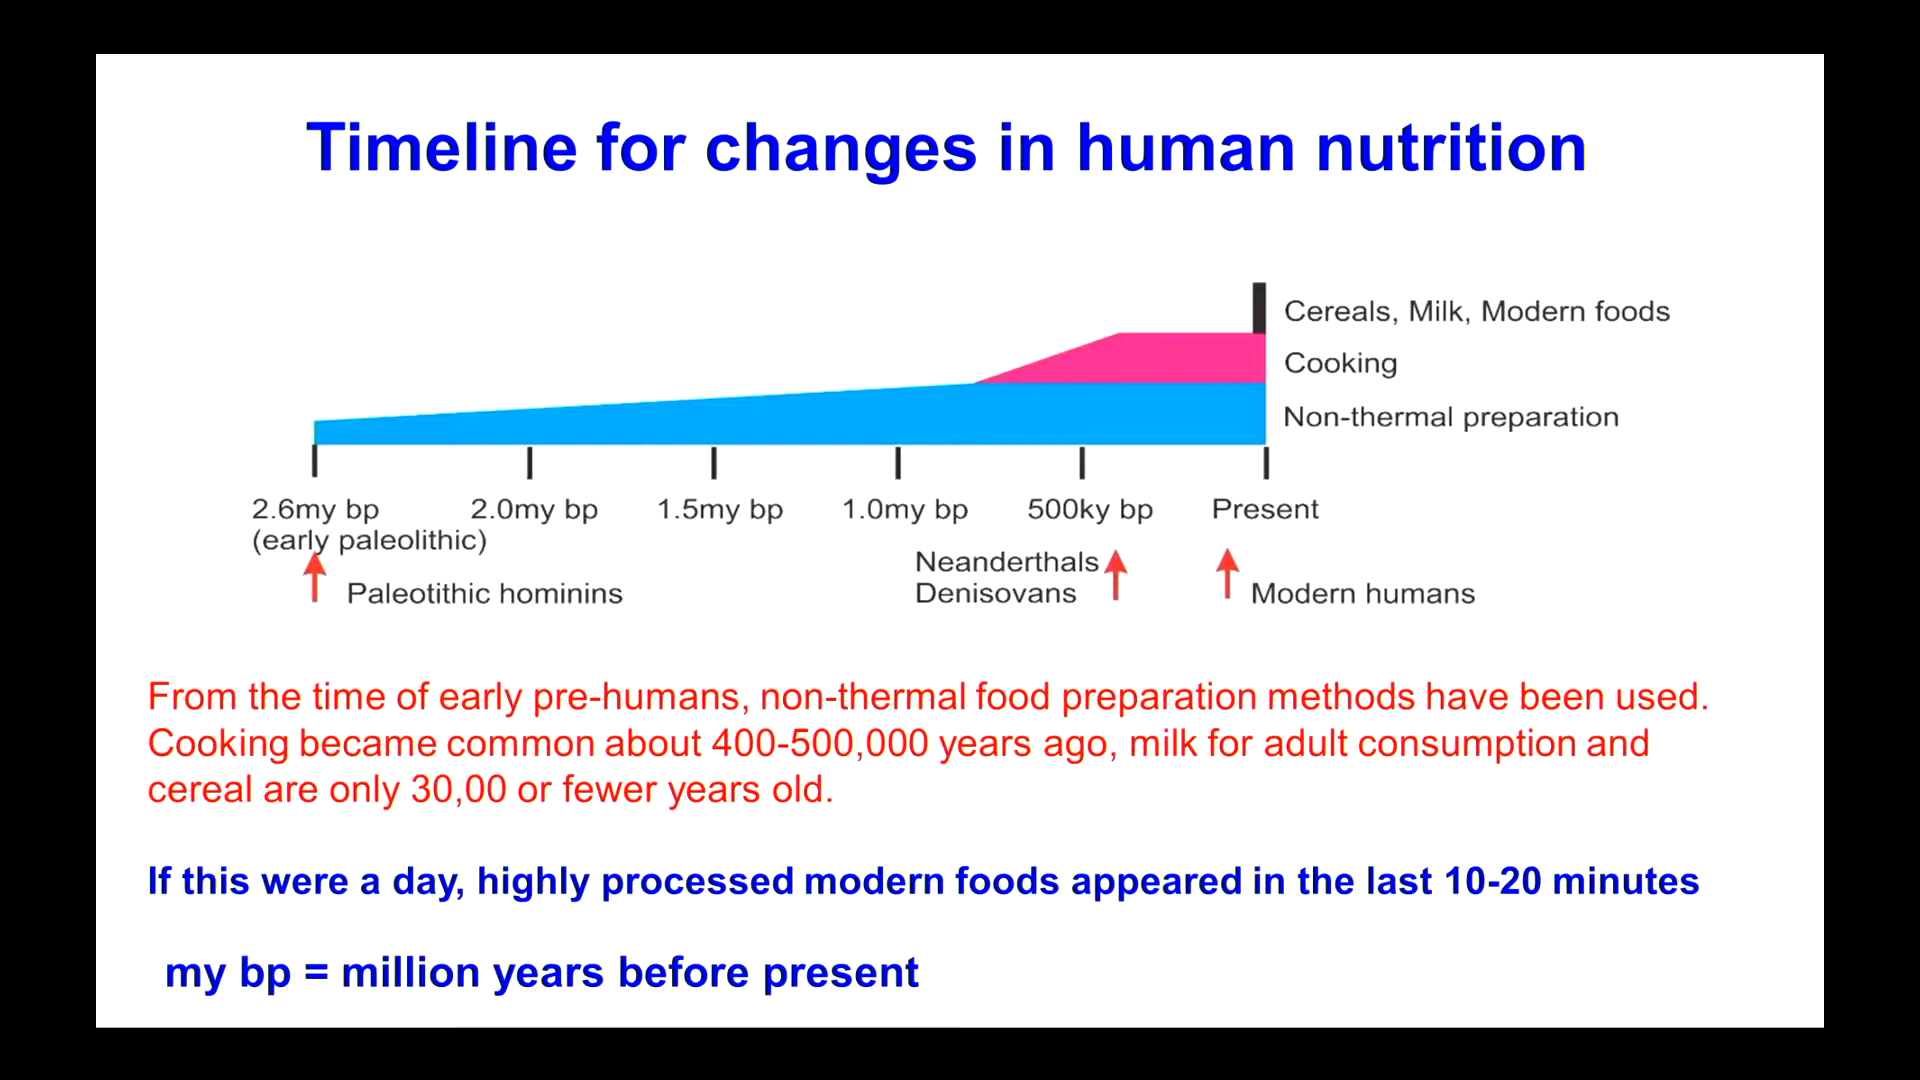 Timeline for changes in human nutrition
Cereals, Milk, Modern foods
Cooking
Non-thermal preparation
2.6my bp
(early paleolithic)
2.0my bp
1.5my bp
1.0my bp
500ky bp
Present
Paleotithic hominins
Neanderthals
Denisovans
Modern humans
From the time of early pre-humans, non-thermal food preparation methods have been used.
Cooking became common about 400-500,000 years ago, milk for adult consumption and
cereal are only 30,00 or fewer years old.
If this were a day, highly processed modern foods appeared in the last 10-20 minutes
my bp = million years before present